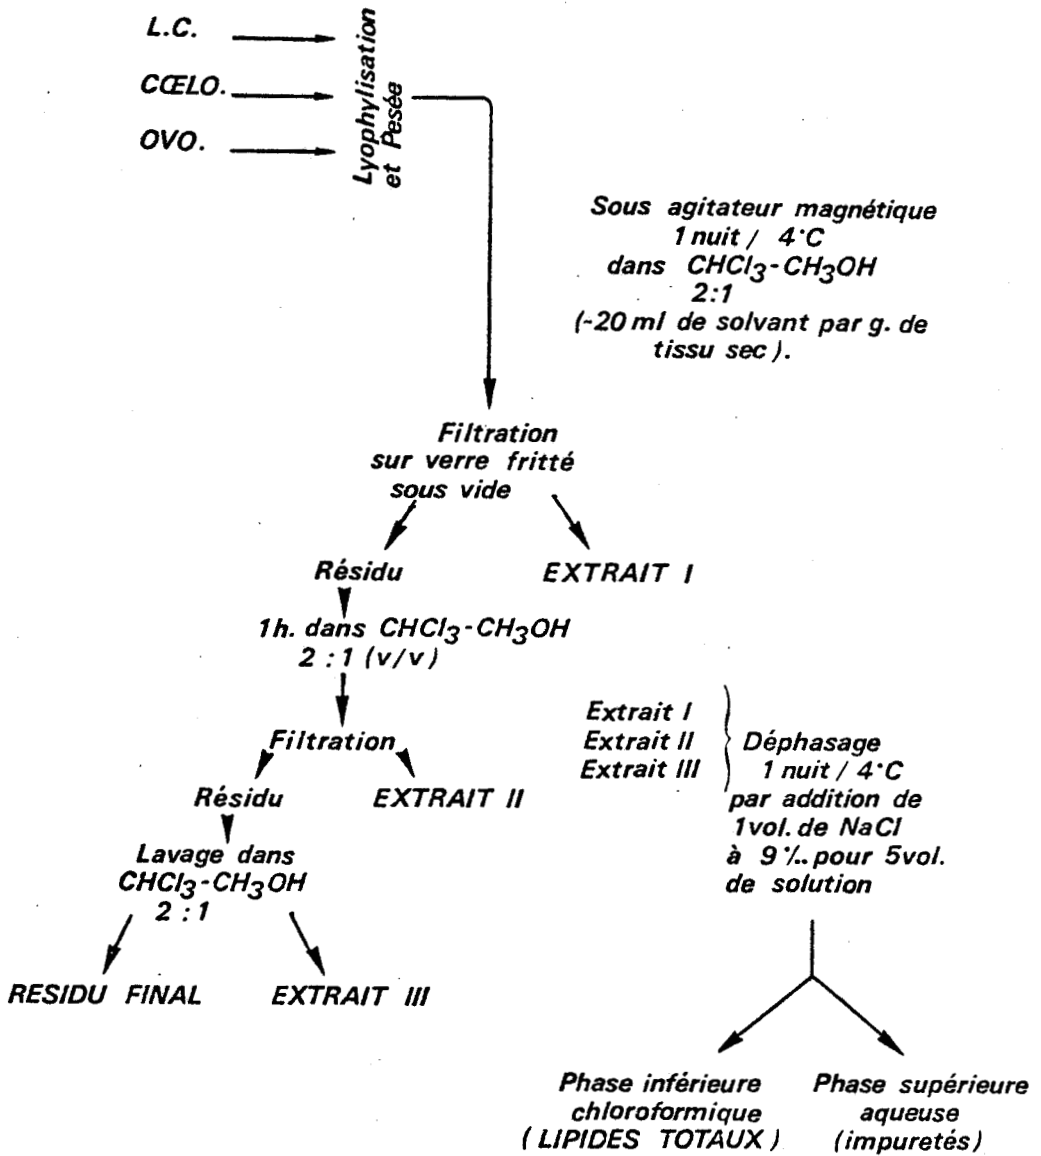 L.C.
CŒLO.
OVO.
Lyophylisation
et Pesée
Sous agitateur magnétique
1 nuit / 4°C
dans CHCl3-CH3OH
2:1
(~20 ml de solvant par g. de
tissu sec).
Filtration
sur verre fritté
sous vide
Résidu
EXTRAIT I
1h. dans CHCl3-CH3OH
2 : 1 (v/v)
Filtration
Résidu
EXTRAIT II
Lavage dans
CHCl3-CH3OH
2 : 1
RESIDU FINAL
EXTRAIT III
Extrait I
Extrait II
Extrait III
Déphasage
1 nuit / 4°C
par addition de
1vol. de NaCl
à 9‰ pour 5vol.
de solution
Phase inférieure
chloroformique
( LIPIDES TOTAUX )
Phase supérieure
aqueuse
(impuretés)